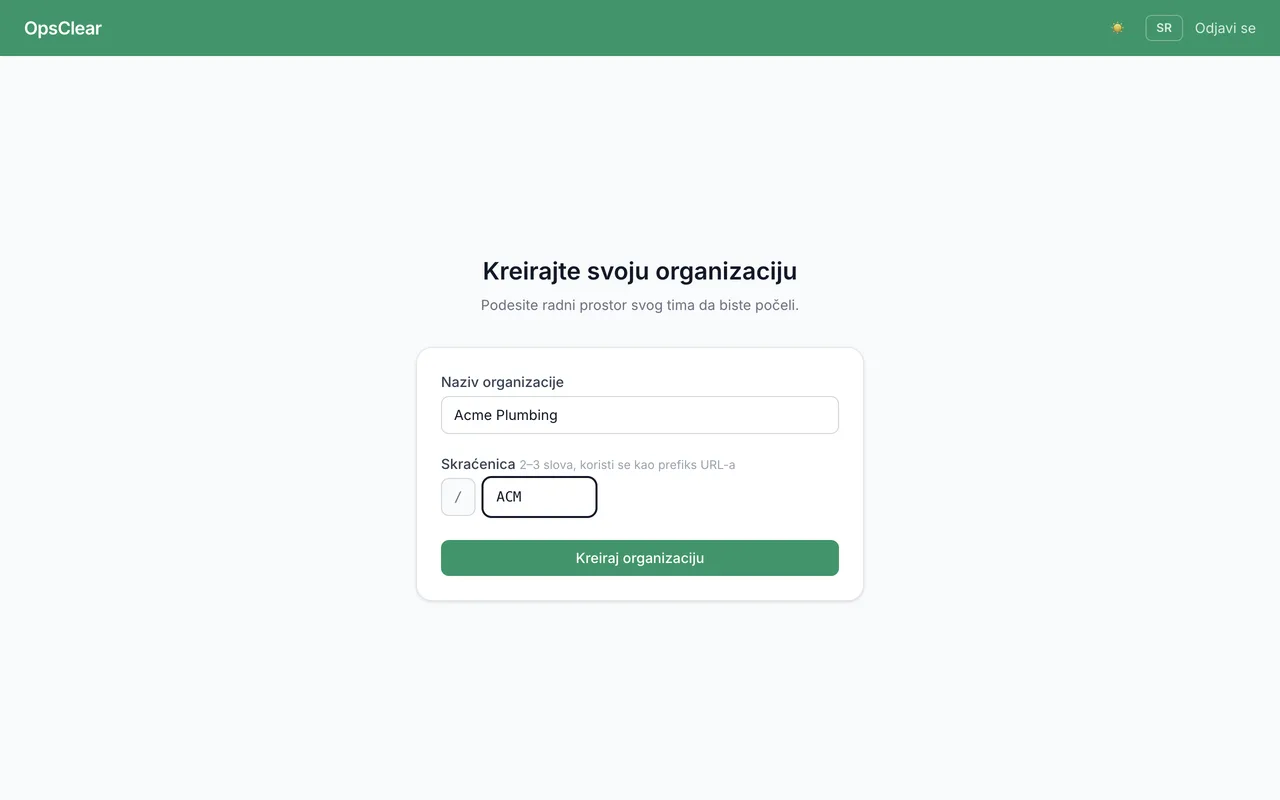 OpsClear
SR
Odjavi se
Kreirajte svoju organizaciju
Podesite radni prostor svog tima da biste počeli.
Naziv organizacije
Acme Plumbing
Skraćenica 2–3 slova, koristi se kao prefiks URL-a
/ ACM
Kreiraj organizaciju